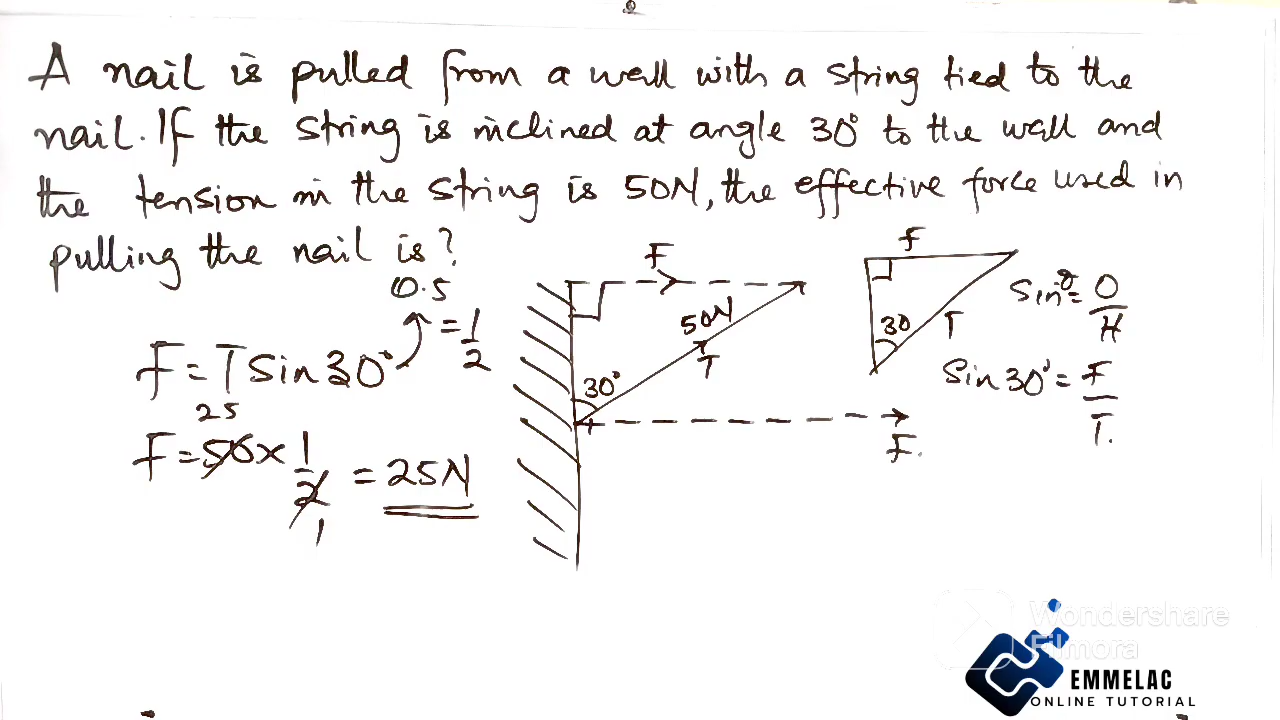 A nail is pulled from a wall with a string tied to the
nail. If the string is inclined at angle 30° to the wall and
the tension in the string is 50N, the effective force used in
pulling the nail is?
0.5
= 1/2
F = T Sin 30°
25
F = 50 x 1/2 = 25N
1
F
50N
T
30°
F.
F
30
T
Sin θ = O/H
Sin 30° = F/T.
Wondershare
Filmora
EMMELAC
ONLINE TUTORIAL